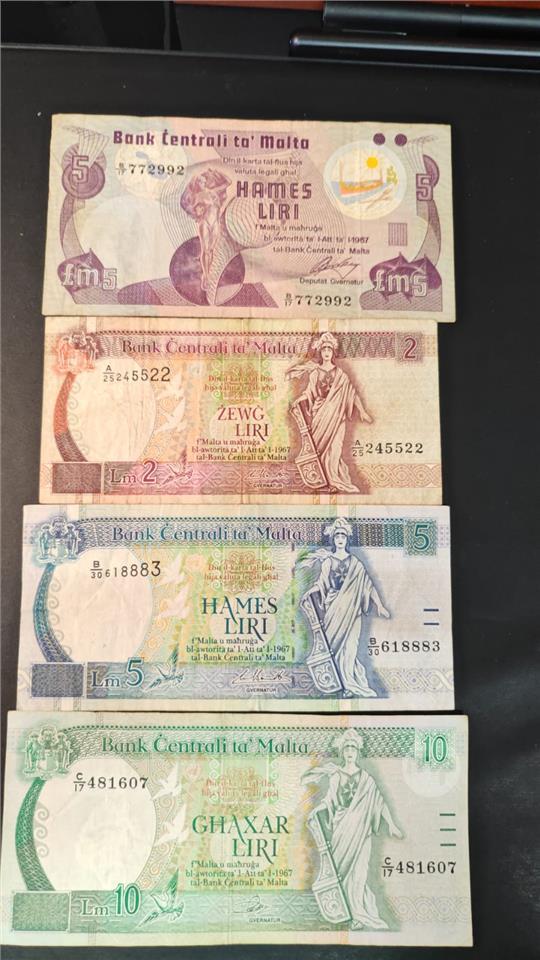 Bank Ċentrali ta' Malta
5
B/17 772992
Din il-karta tal-flus hija
valuta legali għal
5
ĦAMES
LIRI
f'Malta u maħruġa
bl-awtorità ta' l-Att ta' l-1967
tal-Bank Ċentrali ta' Malta
£m5
Deputat Gvernatur
£m5
B/17 772992
Bank Ċentrali ta' Malta
2
A/25 245522
Din il-karta tal-flus
hija valuta legali għal
ŻEWĠ
LIRI
A/25 245522
f'Malta u maħruġa
bl-awtorità ta' l-Att ta' l-1967
tal-Bank Ċentrali ta' Malta
Lm 2
GVERNATUR
Bank Ċentrali ta' Malta
5
B/30 618883
Din il-karta tal-flus
hija valuta legali għal
ĦAMES
LIRI
B/30 618883
f'Malta u maħruġa
bl-awtorità ta' l-Att ta' l-1967
tal-Bank Ċentrali ta' Malta
Lm 5
GVERNATUR
Bank Ċentrali ta' Malta
10
C/17 481607
Din il-karta tal-flus
hija valuta legali għal
GĦAXAR
LIRI
C/17 481607
f'Malta u maħruġa
bl-awtorità ta' l-Att ta' l-1967
tal-Bank Ċentrali ta' Malta
Lm 10
GVERNATUR